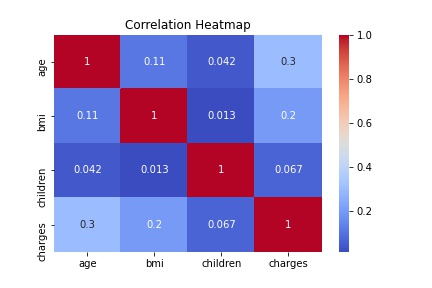 Correlation Heatmap
age 1 0.11 0.042 0.3
bmi 0.11 1 0.013 0.2
children 0.042 0.013 1 0.067
charges 0.3 0.2 0.067 1
age bmi children charges
1.0
0.8
0.6
0.4
0.2